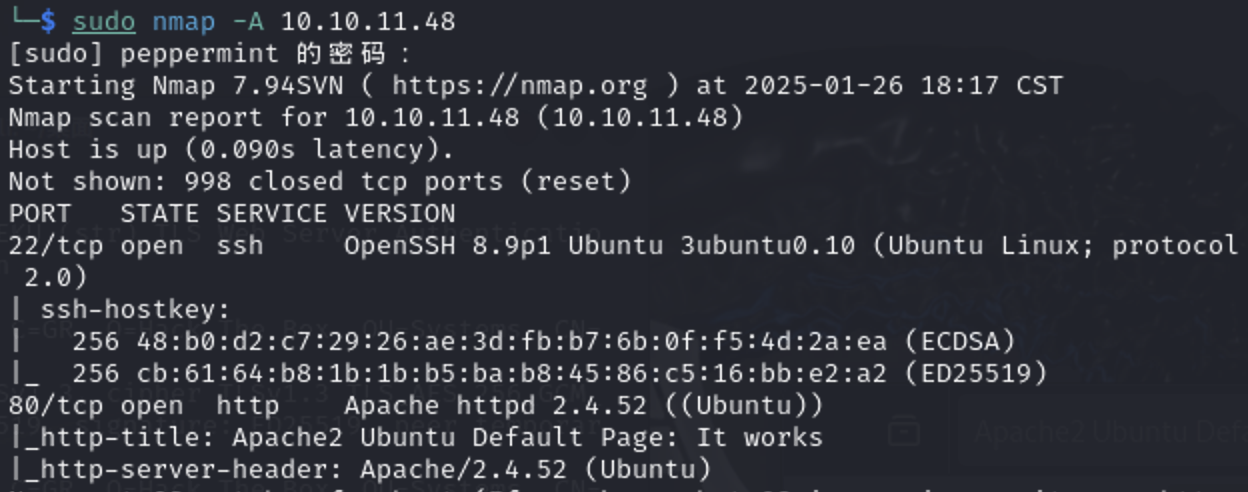 └─$ sudo nmap -A 10.10.11.48
[sudo] peppermint 的密码：
Starting Nmap 7.94SVN ( https://nmap.org ) at 2025-01-26 18:17 CST
Nmap scan report for 10.10.11.48 (10.10.11.48)
Host is up (0.090s latency).
Not shown: 998 closed tcp ports (reset)
PORT   STATE SERVICE VERSION
22/tcp open  ssh     OpenSSH 8.9p1 Ubuntu 3ubuntu0.10 (Ubuntu Linux; protocol
 2.0)
| ssh-hostkey:
|   256 48:b0:d2:c7:29:26:ae:3d:fb:b7:6b:0f:f5:4d:2a:ea (ECDSA)
|_  256 cb:61:64:b8:1b:1b:b5:ba:b8:45:86:c5:16:bb:e2:a2 (ED25519)
80/tcp open  http    Apache httpd 2.4.52 ((Ubuntu))
|_http-title: Apache2 Ubuntu Default Page: It works
|_http-server-header: Apache/2.4.52 (Ubuntu)